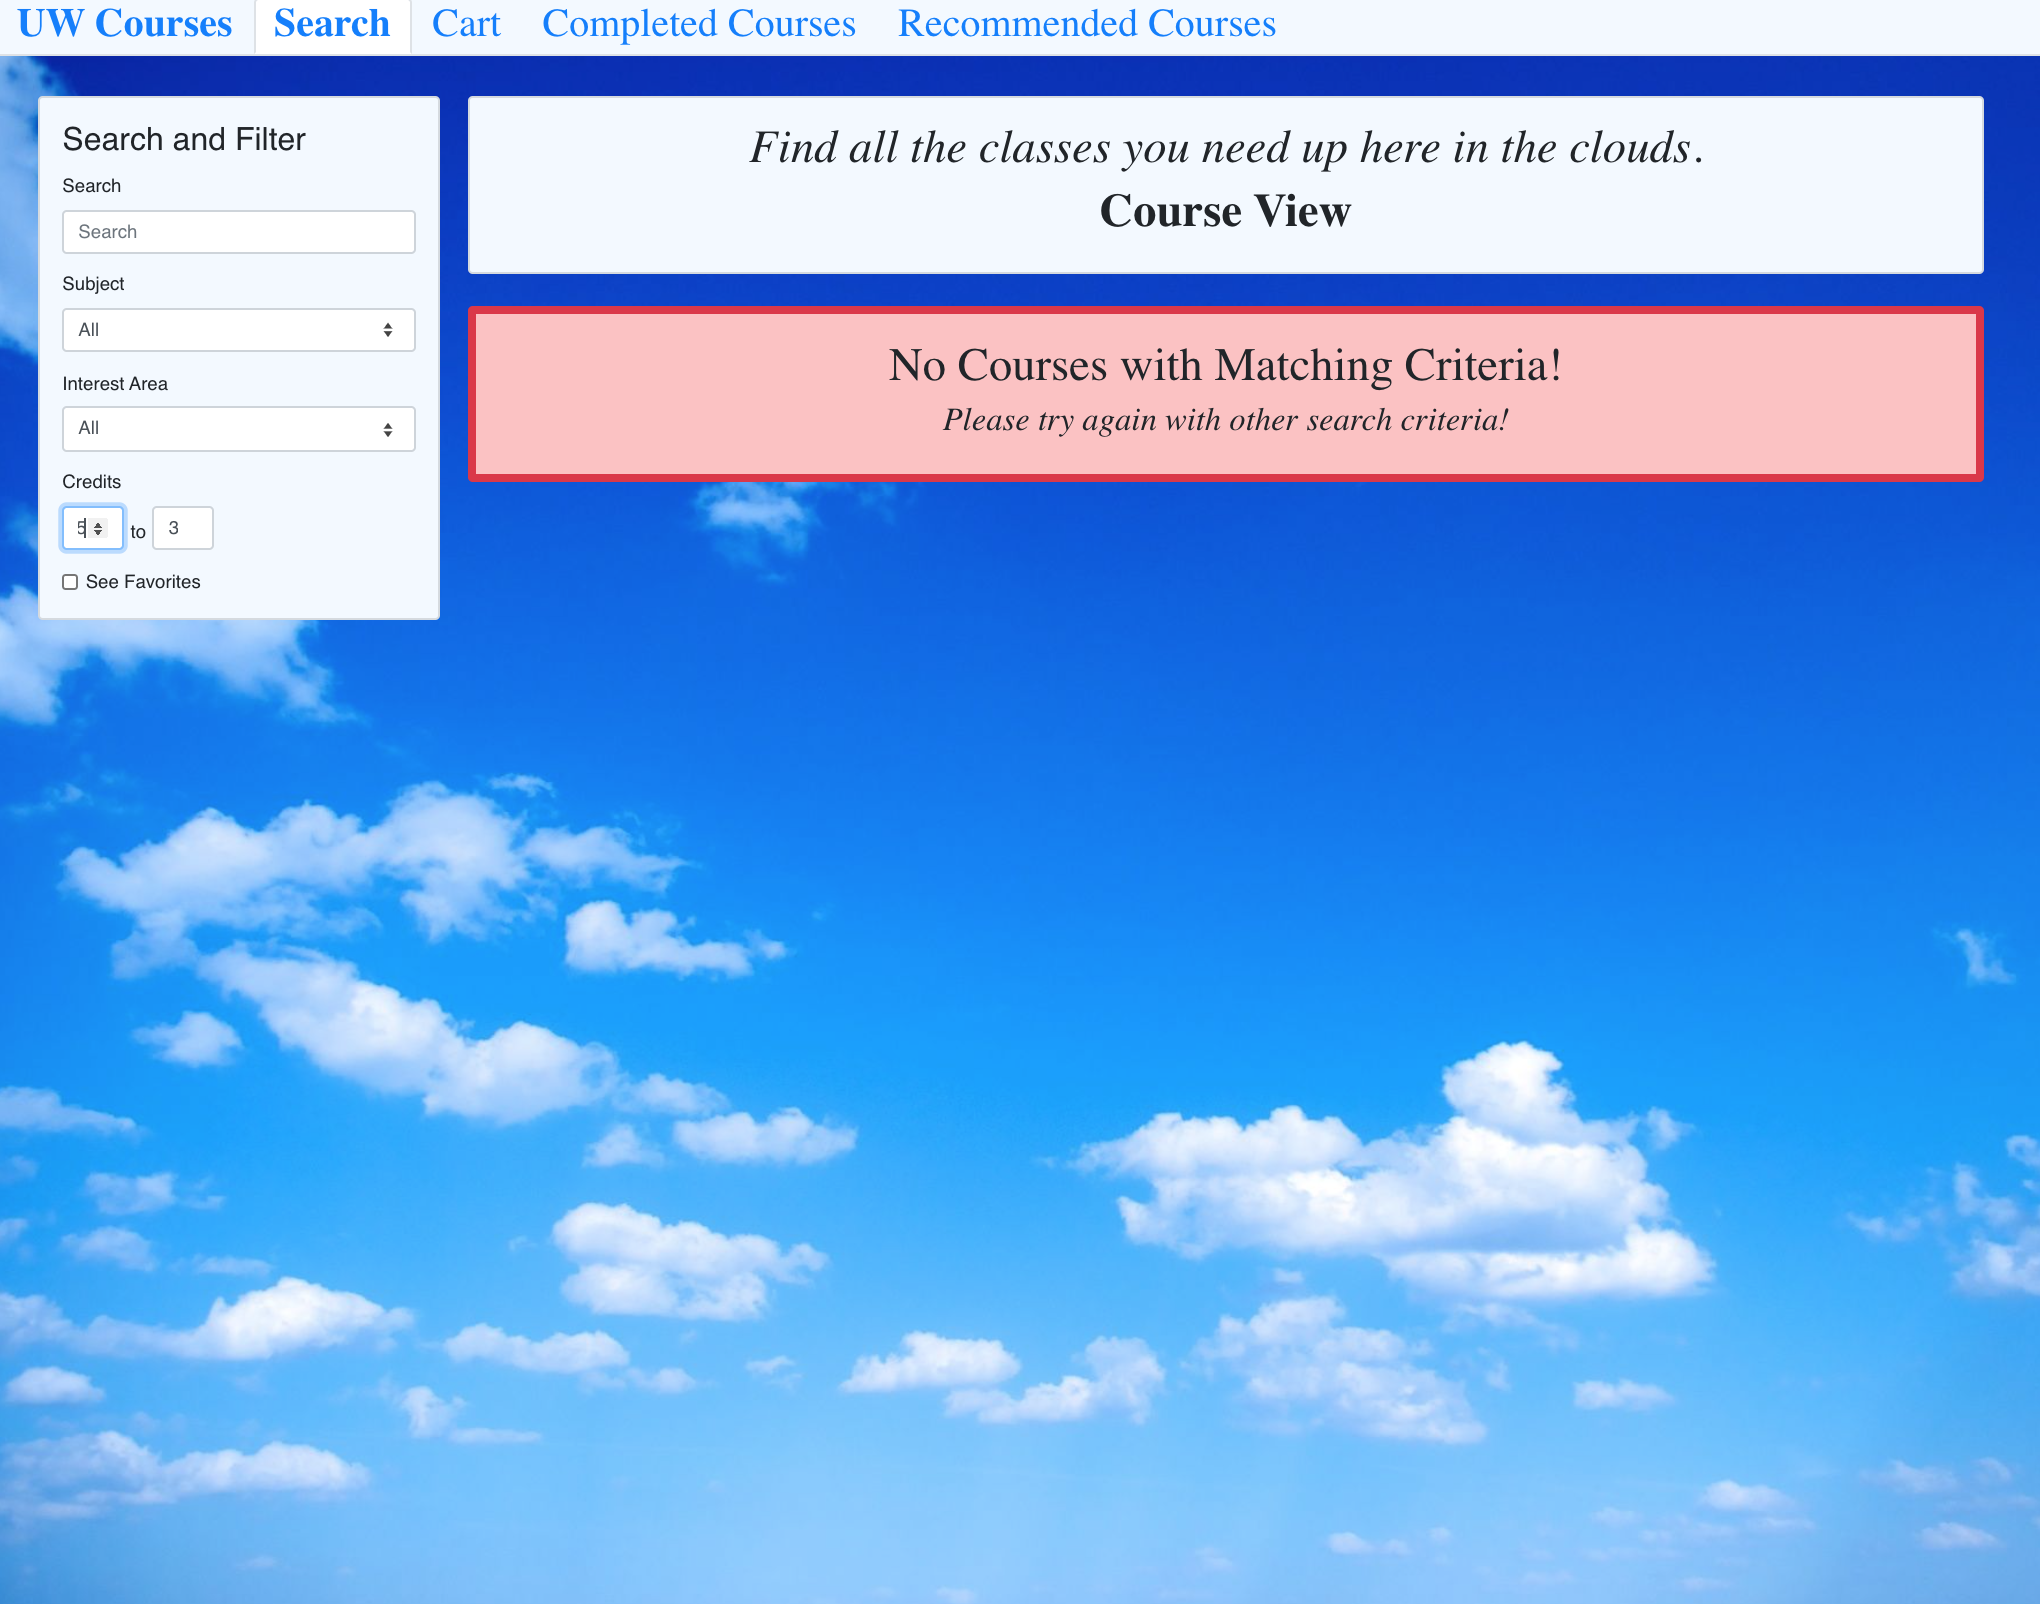 UW Courses Search Cart Completed Courses Recommended Courses
Search and Filter
Search
Search
Subject
All
Interest Area
All
Credits
5 to 3
See Favorites
Find all the classes you need up here in the clouds.
Course View
No Courses with Matching Criteria!
Please try again with other search criteria!